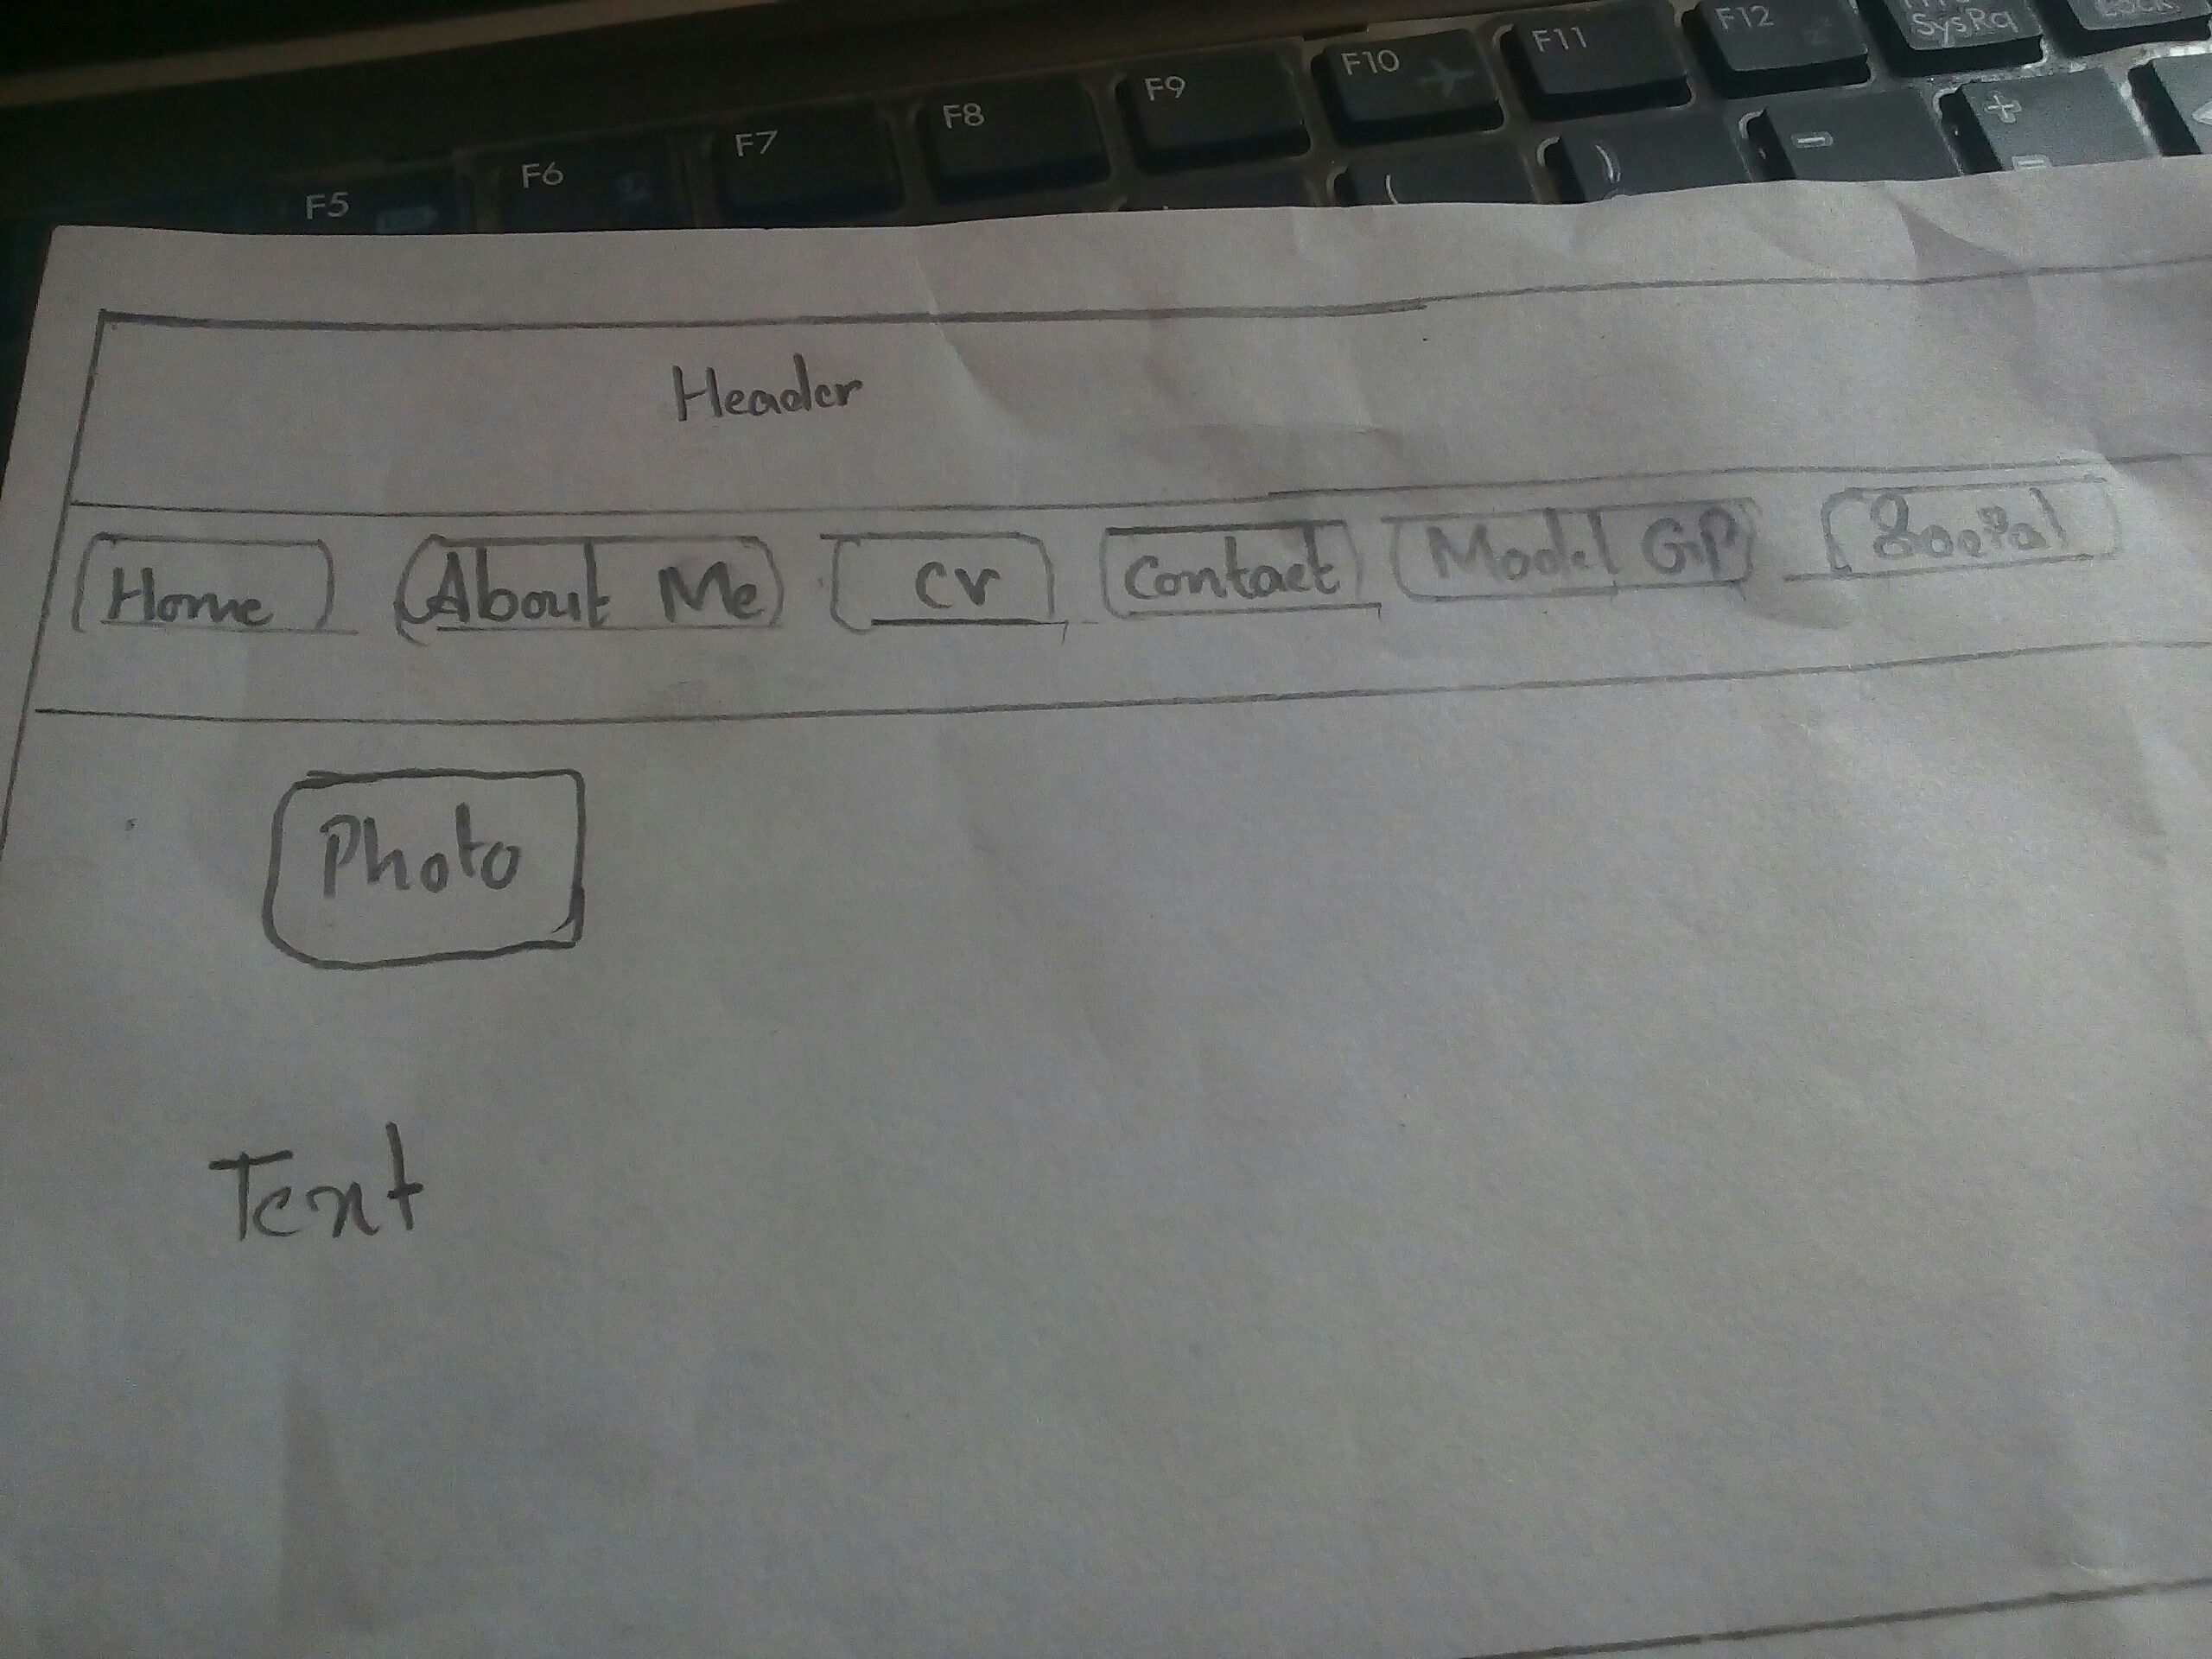 F5 F6 F7 F8 F9 F10 F11 F12 SysRq
( ) - + =
Header
Home About Me CV Contact Model GP Social
Photo
Text